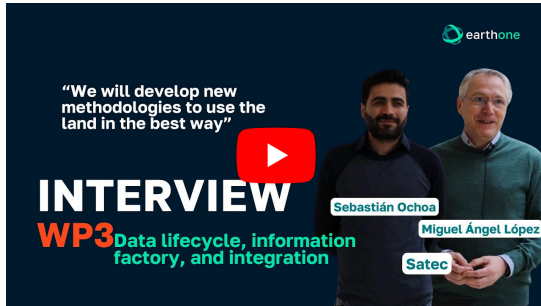 earthone
“We will develop new
methodologies to use the
land in the best way”
INTERVIEW
WP3 Data lifecycle, information
factory, and integration
Sebastián Ochoa
Miguel Ángel López
Satec